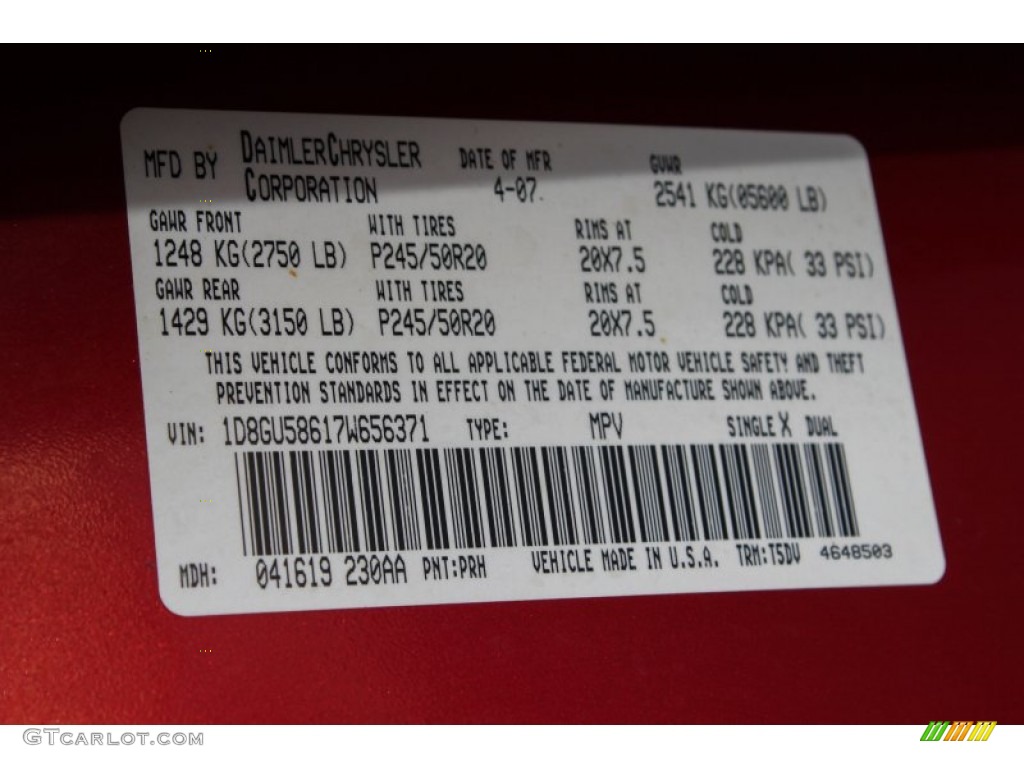 MFD BY DAIMLERCHRYSLER CORPORATION DATE OF MFR 4-07 GVWR 2541 KG(05600 LB)
GAWR FRONT WITH TIRES RIMS AT COLD
1248 KG(2750 LB) P245/50R20 20X7.5 228 KPA( 33 PSI)
GAWR REAR WITH TIRES RIMS AT COLD
1429 KG(3150 LB) P245/50R20 20X7.5 228 KPA( 33 PSI)
THIS VEHICLE CONFORMS TO ALL APPLICABLE FEDERAL MOTOR VEHICLE SAFETY AND THEFT
PREVENTION STANDARDS IN EFFECT ON THE DATE OF MANUFACTURE SHOWN ABOVE.
VIN: 1D8GU58617W656371 TYPE: MPV SINGLE X DUAL
MDH: 041619 230AA PNT:PRH VEHICLE MADE IN U.S.A. TRM:T5DV 4648503
GTCARLOT.COM